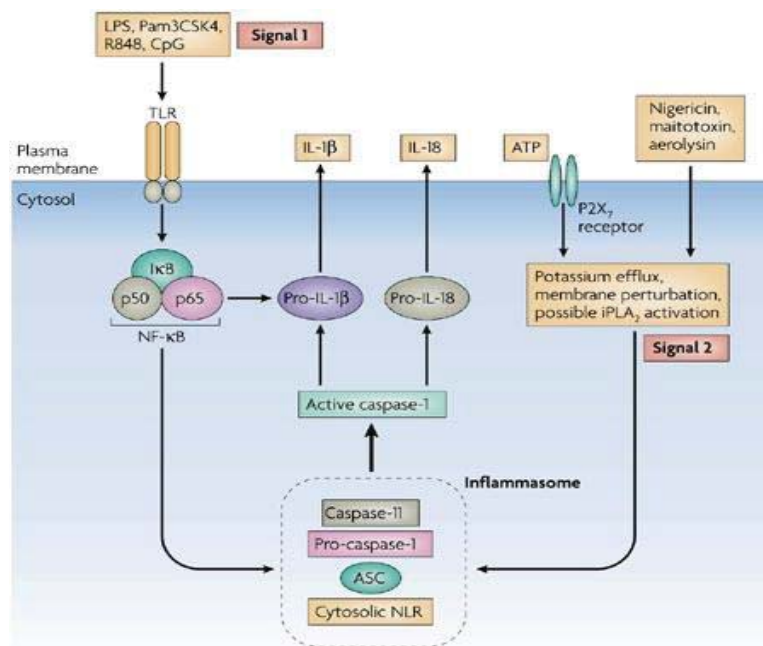 LPS, Pam3CSK4,
R848, CpG
Signal 1
TLR
Plasma
membrane
Cytosol
IL-1β
IL-18
ATP
Nigericin,
maitotoxin,
aerolysin
P2X₇
receptor
IκB
p50
p65
NF-κB
Pro-IL-1β
Pro-IL-18
Potassium efflux,
membrane perturbation,
possible iPLA₂ activation
Signal 2
Active caspase-1
Inflammasome
Caspase-11
Pro-caspase-1
ASC
Cytosolic NLR